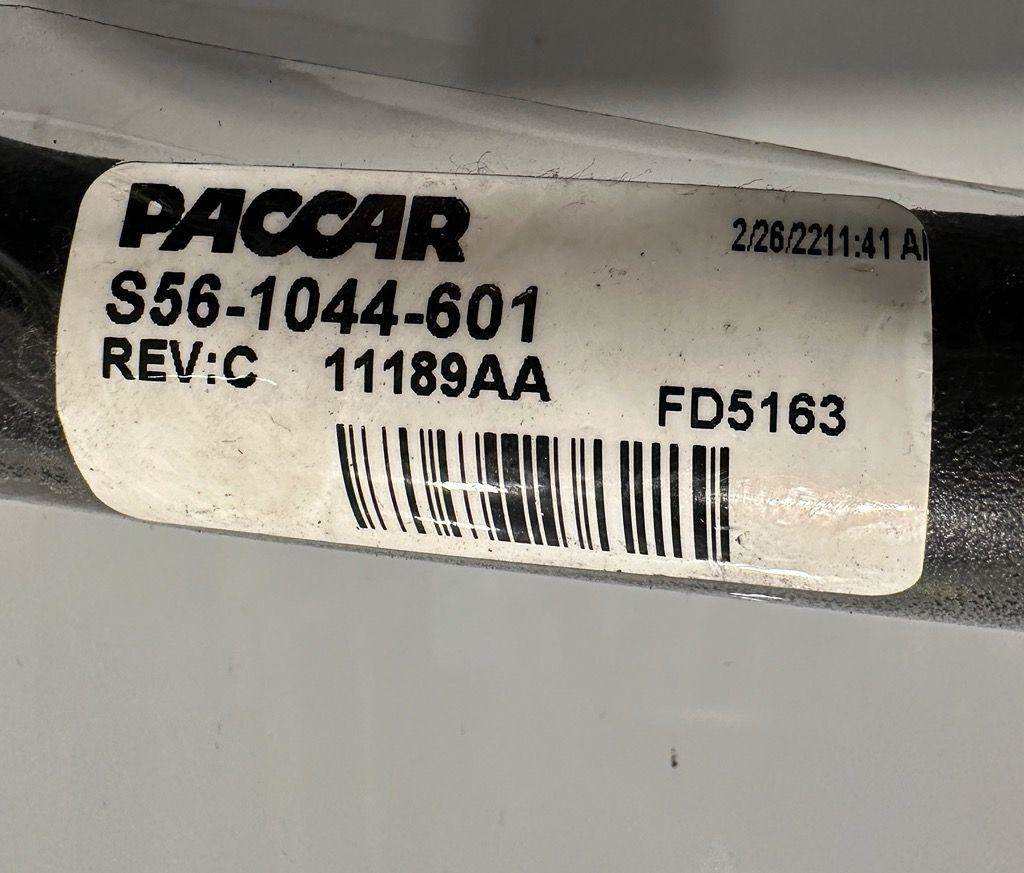 PACCAR
2/26/2211:41 A
S56-1044-601
REV:C 11189AA
FD5163